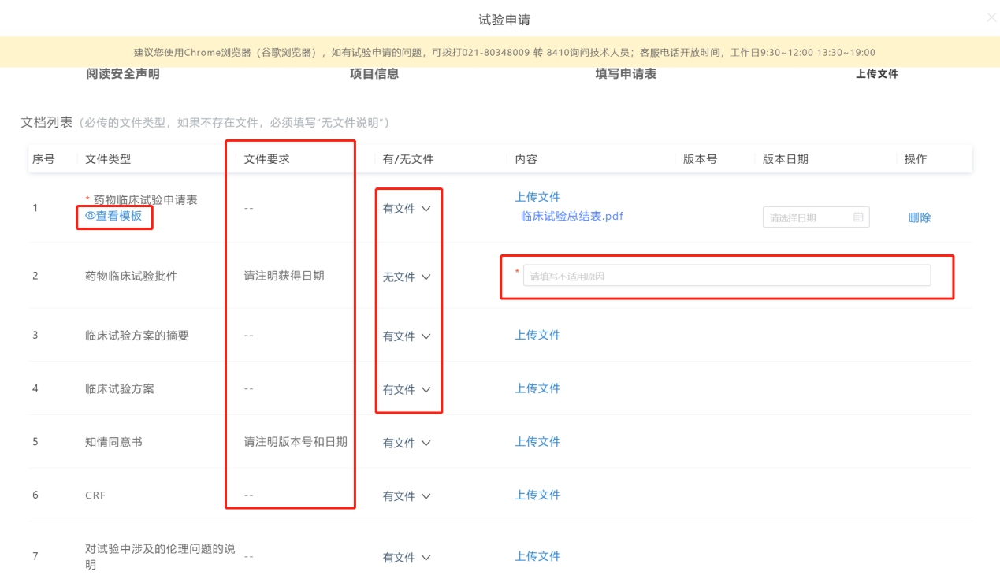 试验申请
建议您使用Chrome浏览器（谷歌浏览器），如有试验申请的问题，可拨打021-80348009 转 8410询问技术人员；客服电话开放时间，工作日9:30~12:00 13:30~19:00
阅读安全声明 项目信息 填写申请表 上传文件
文档列表（必传的文件类型，如果不存在文件，必须填写“无文件说明”）
序号 文件类型 文件要求 有/无文件 内容 版本号 版本日期 操作
1 * 药物临床试验申请表 -- 有文件 上传文件
查看模板 临床试验总结表.pdf 请选择日期 删除
2 药物临床试验批件 请注明获得日期 无文件 * 请填写不适用原因
3 临床试验方案的摘要 -- 有文件 上传文件
4 临床试验方案 -- 有文件 上传文件
5 知情同意书 请注明版本号和日期 有文件 上传文件
6 CRF -- 有文件 上传文件
7 对试验中涉及的伦理问题的说 -- 有文件 上传文件
明